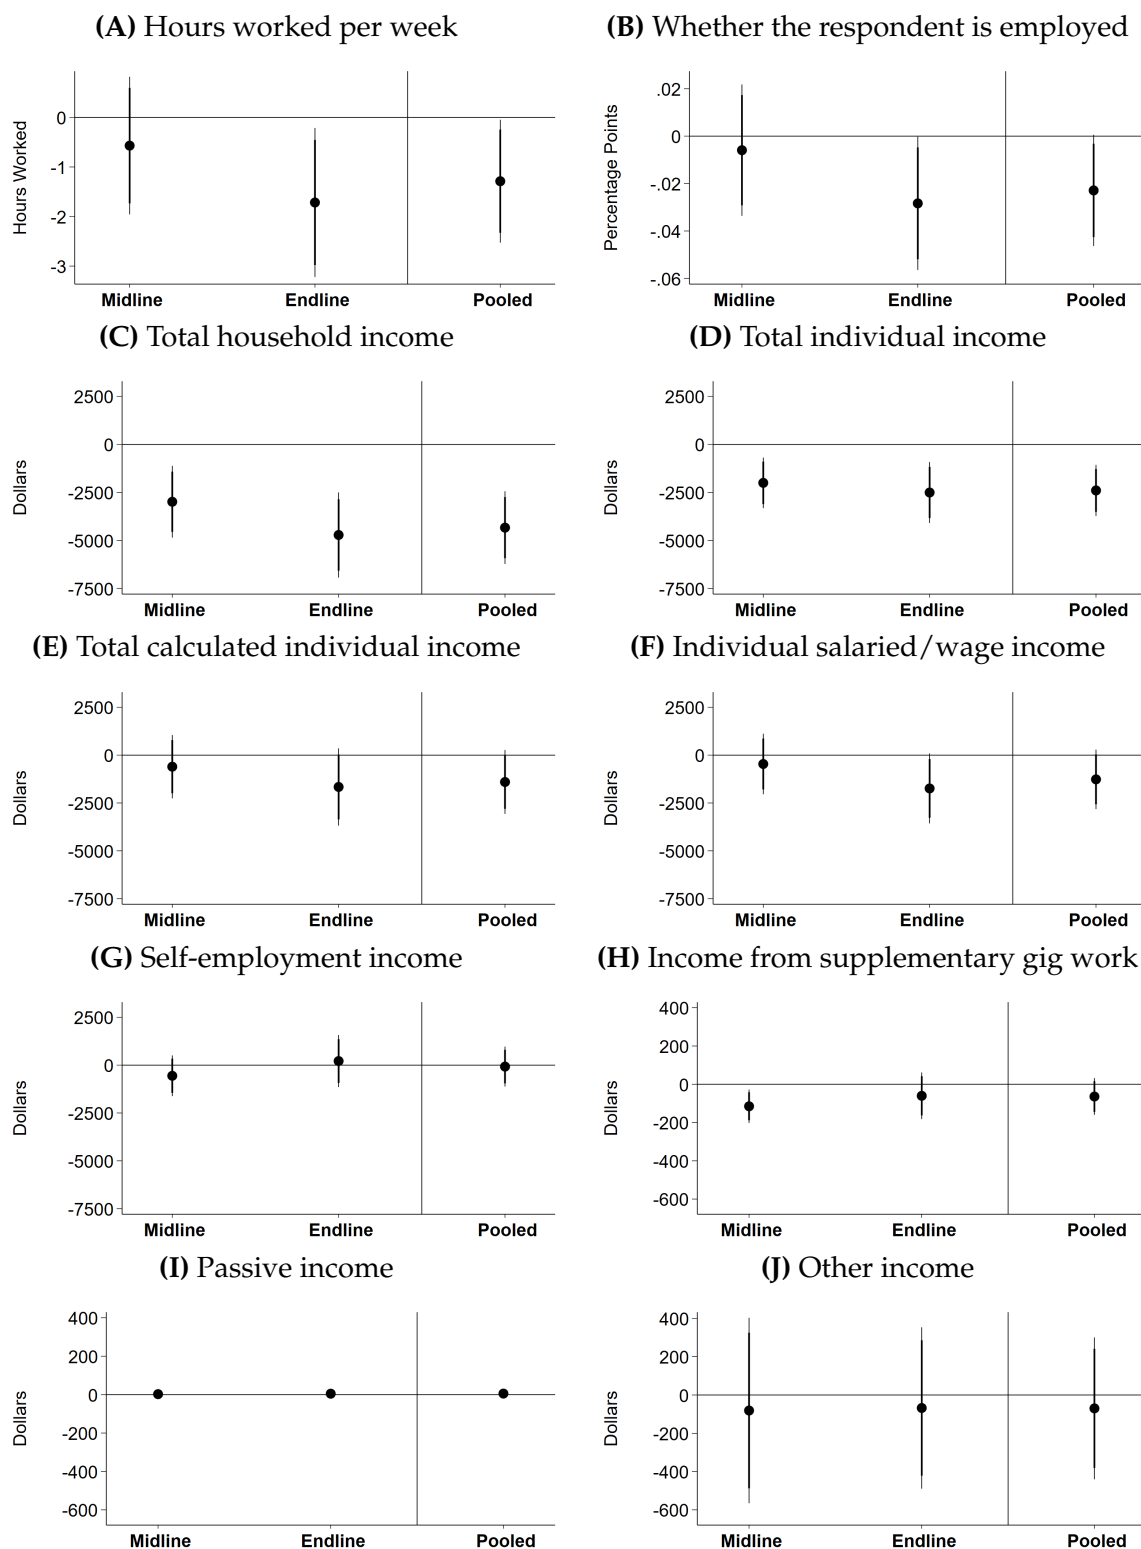 (A) Hours worked per week
(B) Whether the respondent is employed
Hours Worked
0
-1
-2
-3
Midline
Endline
Pooled
Percentage Points
.02
0
-.02
-.04
-.06
Midline
Endline
Pooled
(C) Total household income
(D) Total individual income
Dollars
2500
0
-2500
-5000
-7500
Midline
Endline
Pooled
Dollars
2500
0
-2500
-5000
-7500
Midline
Endline
Pooled
(E) Total calculated individual income
(F) Individual salaried/wage income
Dollars
2500
0
-2500
-5000
-7500
Midline
Endline
Pooled
Dollars
2500
0
-2500
-5000
-7500
Midline
Endline
Pooled
(G) Self-employment income
(H) Income from supplementary gig work
Dollars
2500
0
-2500
-5000
-7500
Midline
Endline
Pooled
Dollars
400
200
0
-200
-400
-600
Midline
Endline
Pooled
(I) Passive income
(J) Other income
Dollars
400
200
0
-200
-400
-600
Midline
Endline
Pooled
Dollars
400
200
0
-200
-400
-600
Midline
Endline
Pooled